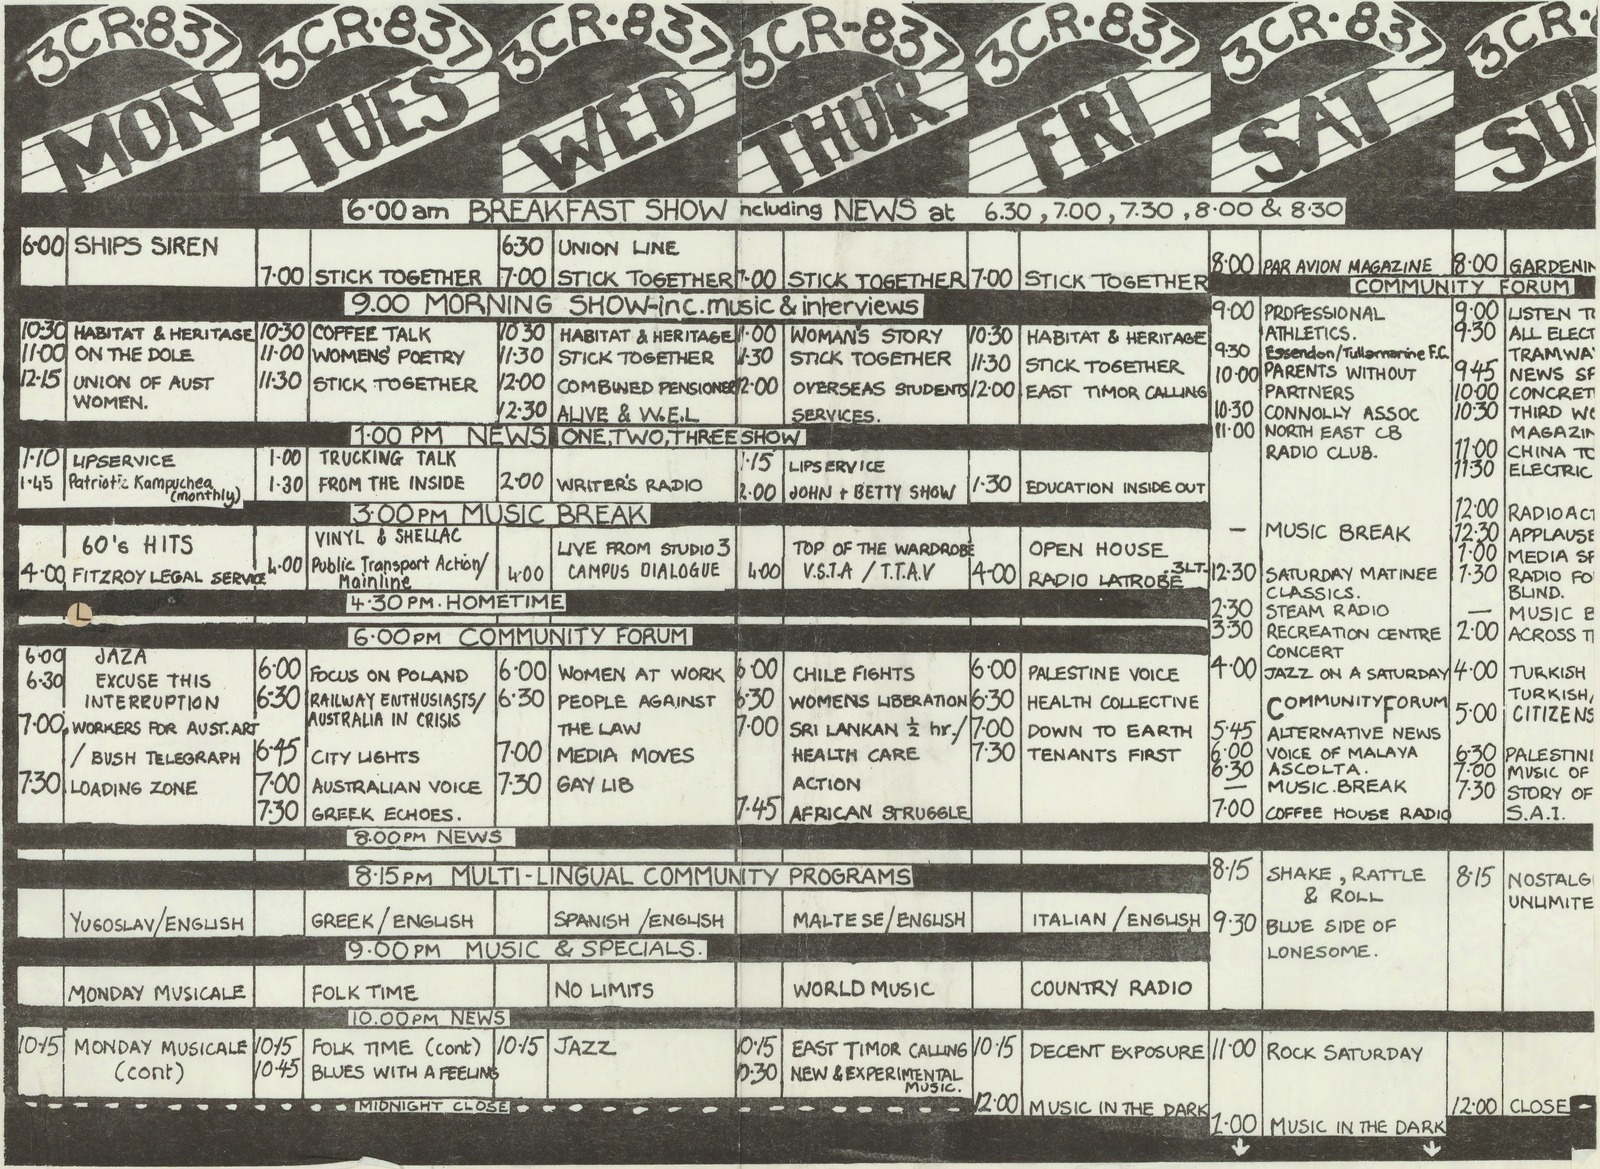 3CR·837 3CR·837 3CR·837 3CR-837 3CR·837 3CR·837 3CR·
MON TUES WED THUR FRI SAT SUN
6·00am BREAKFAST SHOW including NEWS at 6.30, 7.00, 7.30, 8·00 & 8·30
6·00 SHIPS SIREN
7·00 STICK TOGETHER
6:30 UNION LINE
7·00 STICK TOGETHER
7·00 STICK TOGETHER
7·00 STICK TOGETHER
8·00 PAR AVION MAGAZINE
8·00 GARDENIN
9.00 MORNING SHOW-inc.music & interviews
10:30 HABITAT & HERITAGE
11·00 ON THE DOLE
12·15 UNION OF AUST
WOMEN.
10·30 COFFEE TALK
11·00 WOMENS' POETRY
11·30 STICK TOGETHER
10 30 HABITAT & HERITAGE
11·30 STICK TOGETHER
12·00 COMBINED PENSIONER
12·30 ALIVE & W.E.L
11·00 WOMAN'S STORY
11·30 STICK TOGETHER
12·00 OVERSEAS STUDENTS
SERVICES.
10·30 HABITAT & HERITAGE
11·30 STICK TOGETHER
12:00 EAST TIMOR CALLING
1·00 PM NEWS ONE, TWO, THREE SHOW
1·10 LIPSERVICE
1·45 Patriotic Kampuchea
(monthly)
1·00 TRUCKING TALK
1·30 FROM THE INSIDE
2·00 WRITER'S RADIO
1·15 LIPSERVICE
2·00 JOHN + BETTY SHOW
1·30 EDUCATION INSIDE OUT
3:00PM MUSIC BREAK
60's HITS
4·00 FITZROY LEGAL SERVICE
VINYL & SHELLAC
4·00 Public Transport Action/
Mainline
LIVE FROM STUDIO 3
4:00 CAMPUS DIALOGUE
TOP OF THE WARDROBE
4:00 V.S.T.A / T.T.A.V
OPEN HOUSE
3LT.
4·00 RADIO LATROBE
4·30 PM. HOMETIME
L
6·00PM COMMUNITY FORUM
6·00 JAZA
6·30 EXCUSE THIS
INTERRUPTION
7·00 WORKERS FOR AUST. ART
/ BUSH TELEGRAPH
7·30 LOADING ZONE
6·00 FOCUS ON POLAND
6·30 RAILWAY ENTHUSIASTS/
AUSTRALIA IN CRISIS
6·45 CITY LIGHTS
7·00 AUSTRALIAN VOICE
7·30 GREEK ECHOES.
6·00 WOMEN AT WORK
6·30 PEOPLE AGAINST
THE LAW
7·00 MEDIA MOVES
7·30 GAY LIB
6·00 CHILE FIGHTS
6·30 WOMENS LIBERATION
7:00 SRI LANKAN ½ hr./
HEALTH CARE
ACTION
7·45 AFRICAN STRUGGLE
6·00 PALESTINE VOICE
6·30 HEALTH COLLECTIVE
7·00 DOWN TO EARTH
7·30 TENANTS FIRST
8:00PM NEWS
8·15PM MULTI-LINGUAL COMMUNITY PROGRAMS
YUGOSLAV/ENGLISH GREEK/ENGLISH SPANISH/ENGLISH MALTESE/ENGLISH ITALIAN/ENGLISH
9·00PM MUSIC & SPECIALS.
MONDAY MUSICALE FOLK TIME NO LIMITS WORLD MUSIC COUNTRY RADIO
10.00PM NEWS
10·15 MONDAY MUSICALE
(cont)
10·15 FOLK TIME (cont)
10·45 BLUES WITH A FEELING
10·15 JAZZ
10·15 EAST TIMOR CALLING
10·30 NEW & EXPERIMENTAL
MUSIC.
10·15 DECENT EXPOSURE
12:00 MUSIC IN THE DARK
MIDNIGHT CLOSE
COMMUNITY FORUM
9·00 PROFESSIONAL
ATHLETICS.
9·30 Essendon/Tullamarine F.C.
10:00 PARENTS WITHOUT
PARTNERS
10:30 CONNOLLY ASSOC
11:00 NORTH EAST CB
RADIO CLUB.
— MUSIC BREAK
12:30 SATURDAY MATINEE
CLASSICS.
2:30 STEAM RADIO
3:30 RECREATION CENTRE
CONCERT
4·00 JAZZ ON A SATURDAY
COMMUNITY FORUM
5·45 ALTERNATIVE NEWS
6·00 VOICE OF MALAYA
6·30 ASCOLTA.
— MUSIC.BREAK
7·00 COFFEE HOUSE RADIO
8·15 SHAKE, RATTLE
& ROLL
9·30 BLUE SIDE OF
LONESOME.
11:00 ROCK SATURDAY
1·00 MUSIC IN THE DARK
9:00 LISTEN T
9·30 ALL ELECT
TRAMWA
9·45 NEWS SP
10·00 CONCRET
10·30 THIRD WO
MAGAZIN
11·00 CHINA TO
11:30 ELECTRIC
12:00 RADIOACT
12:30 APPLAUSE
1·00 MEDIA SP
1·30 RADIO FO
BLIND.
— MUSIC B
2:00 ACROSS T
4·00 TURKISH
TURKISH/
5·00 CITIZENS
6·30 PALESTINI
7·00 MUSIC OF
7·30 STORY OF
S.A.I.
8·15 NOSTALG
UNLIMITE
12:00 CLOSE